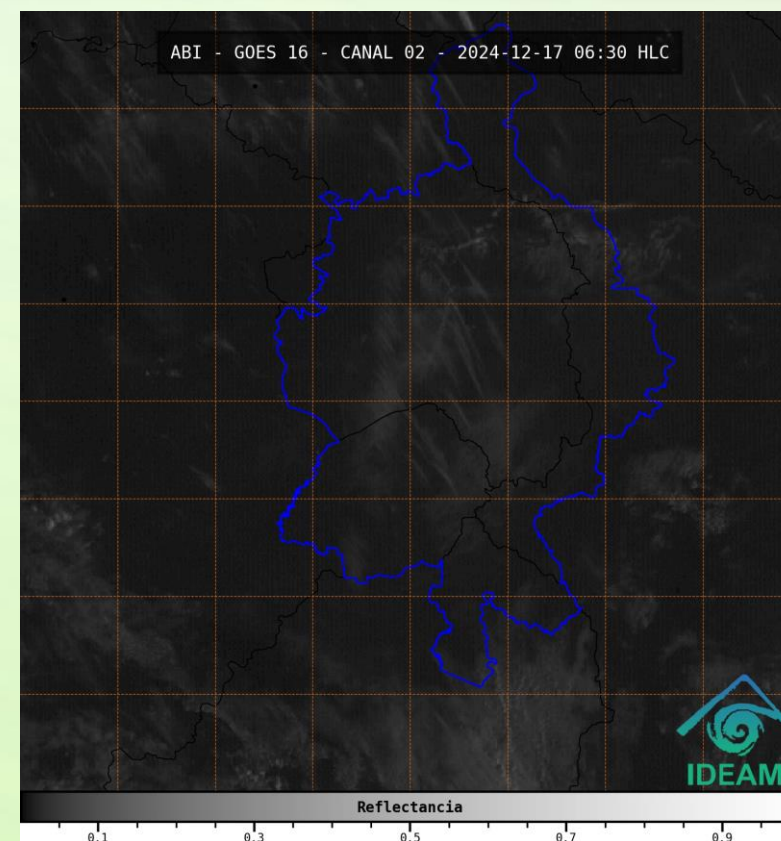 ABI - GOES 16 - CANAL 02 - 2024-12-17 06:30 HLC
IDEAM
Reflectancia
0.1 0.3 0.5 0.7 0.9